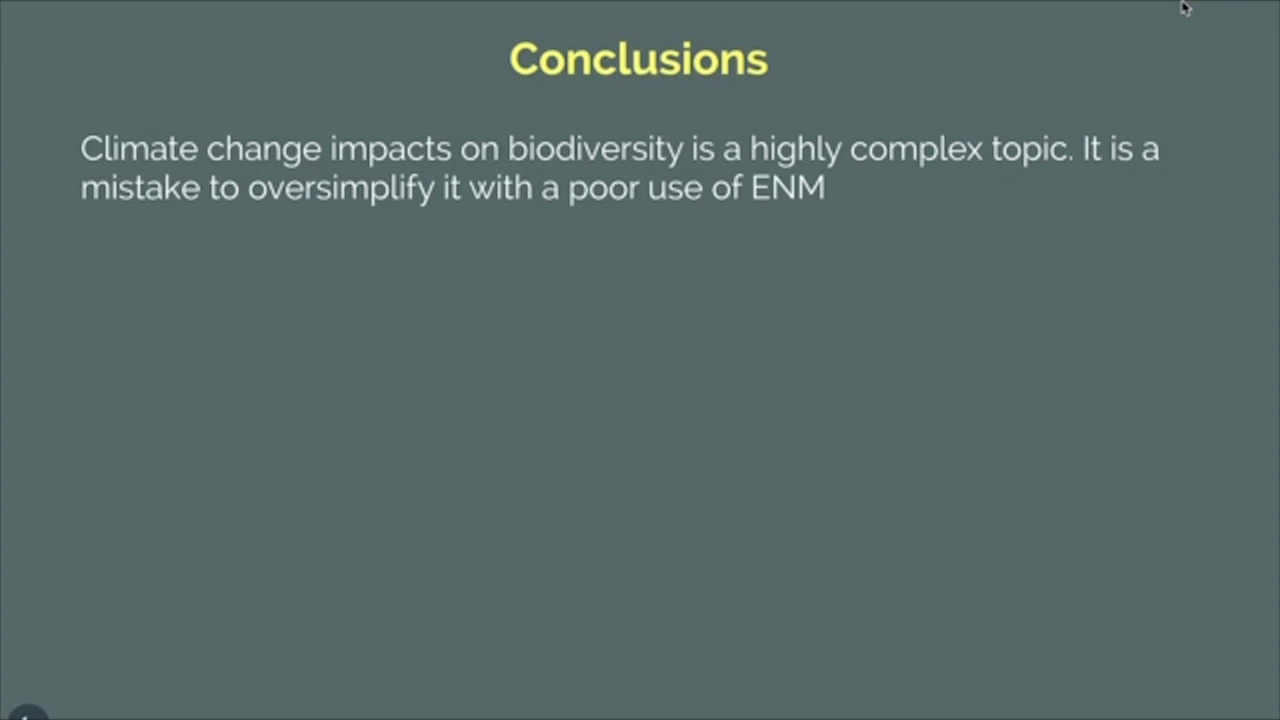 Conclusions
Climate change impacts on biodiversity is a highly complex topic. It is a
mistake to oversimplify it with a poor use of ENM